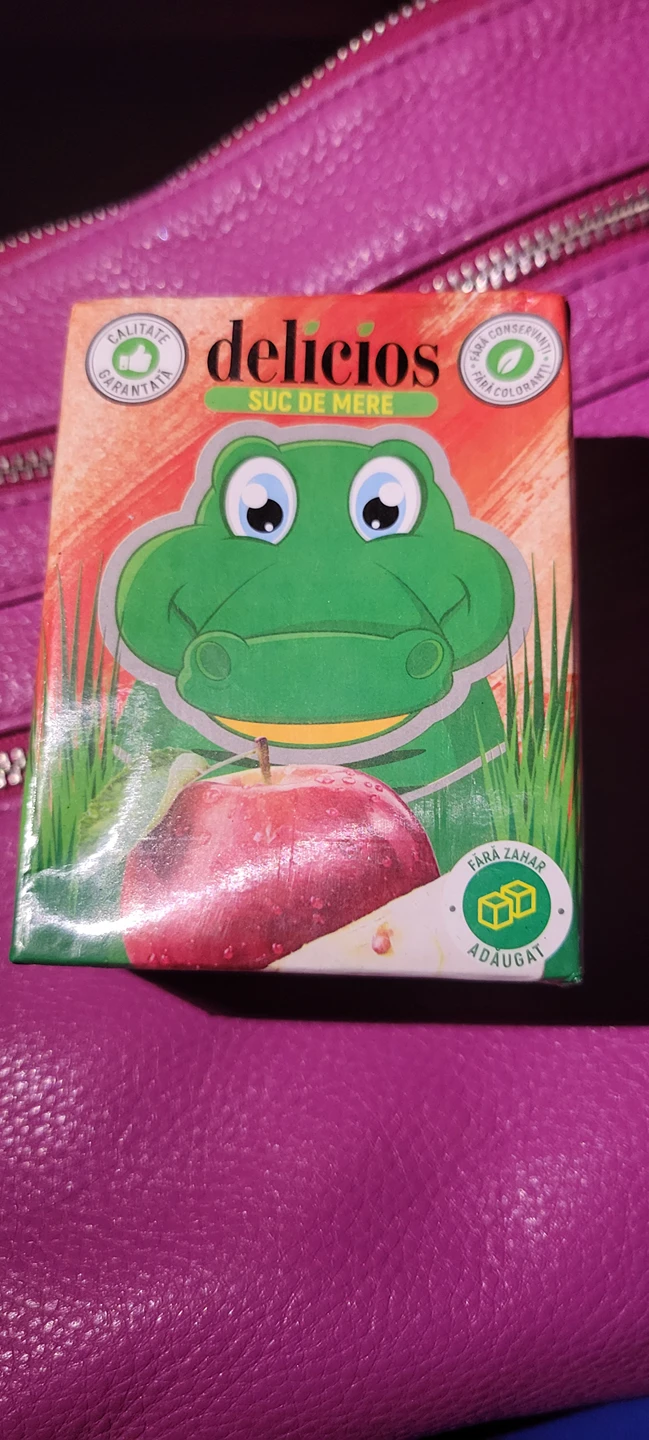 CALITATE
GARANTATĂ
delicios
SUC DE MERE
FĂRĂ CONSERVANȚI
FĂRĂ COLORANȚI
FĂRĂ ZAHAR
ADĂUGAT